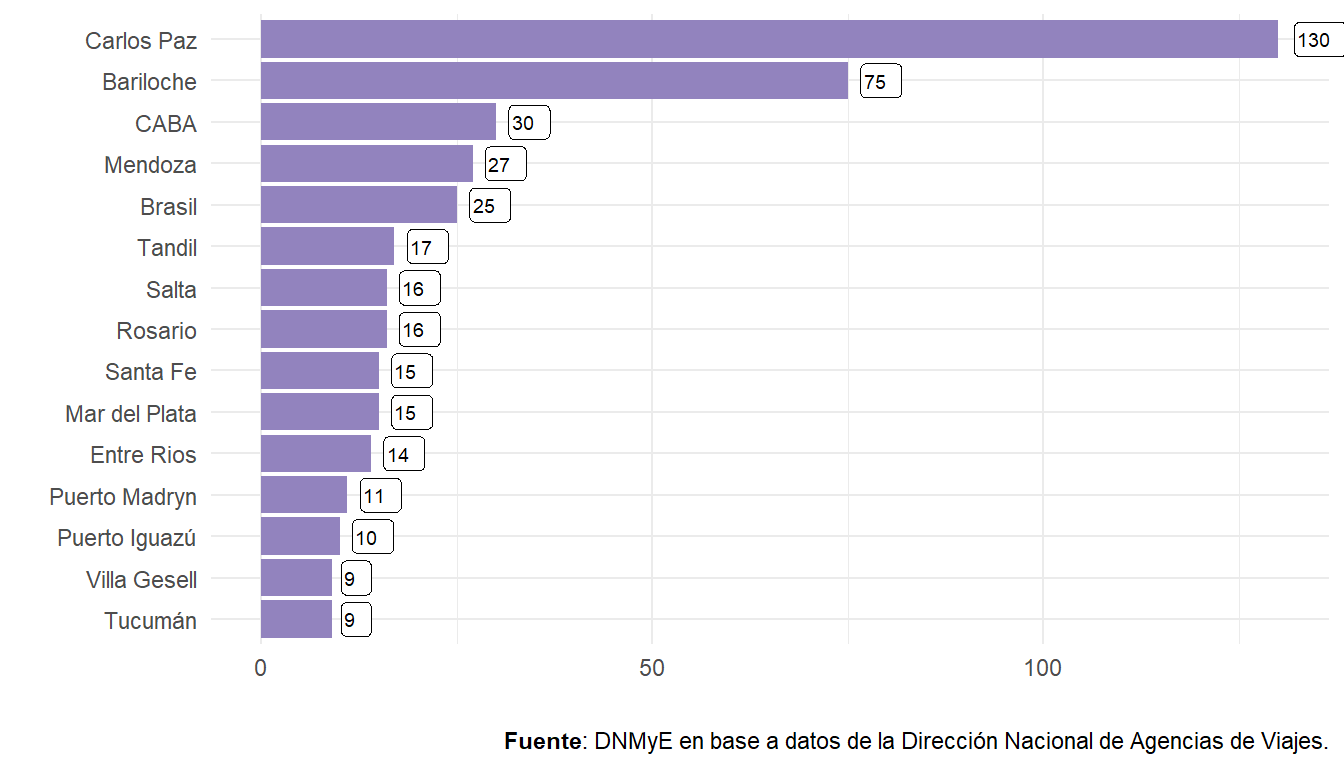 Carlos Paz 130
Bariloche 75
CABA 30
Mendoza 27
Brasil 25
Tandil 17
Salta 16
Rosario 16
Santa Fe 15
Mar del Plata 15
Entre Rios 14
Puerto Madryn 11
Puerto Iguazú 10
Villa Gesell 9
Tucumán 9
0 50 100
Fuente: DNMyE en base a datos de la Dirección Nacional de Agencias de Viajes.